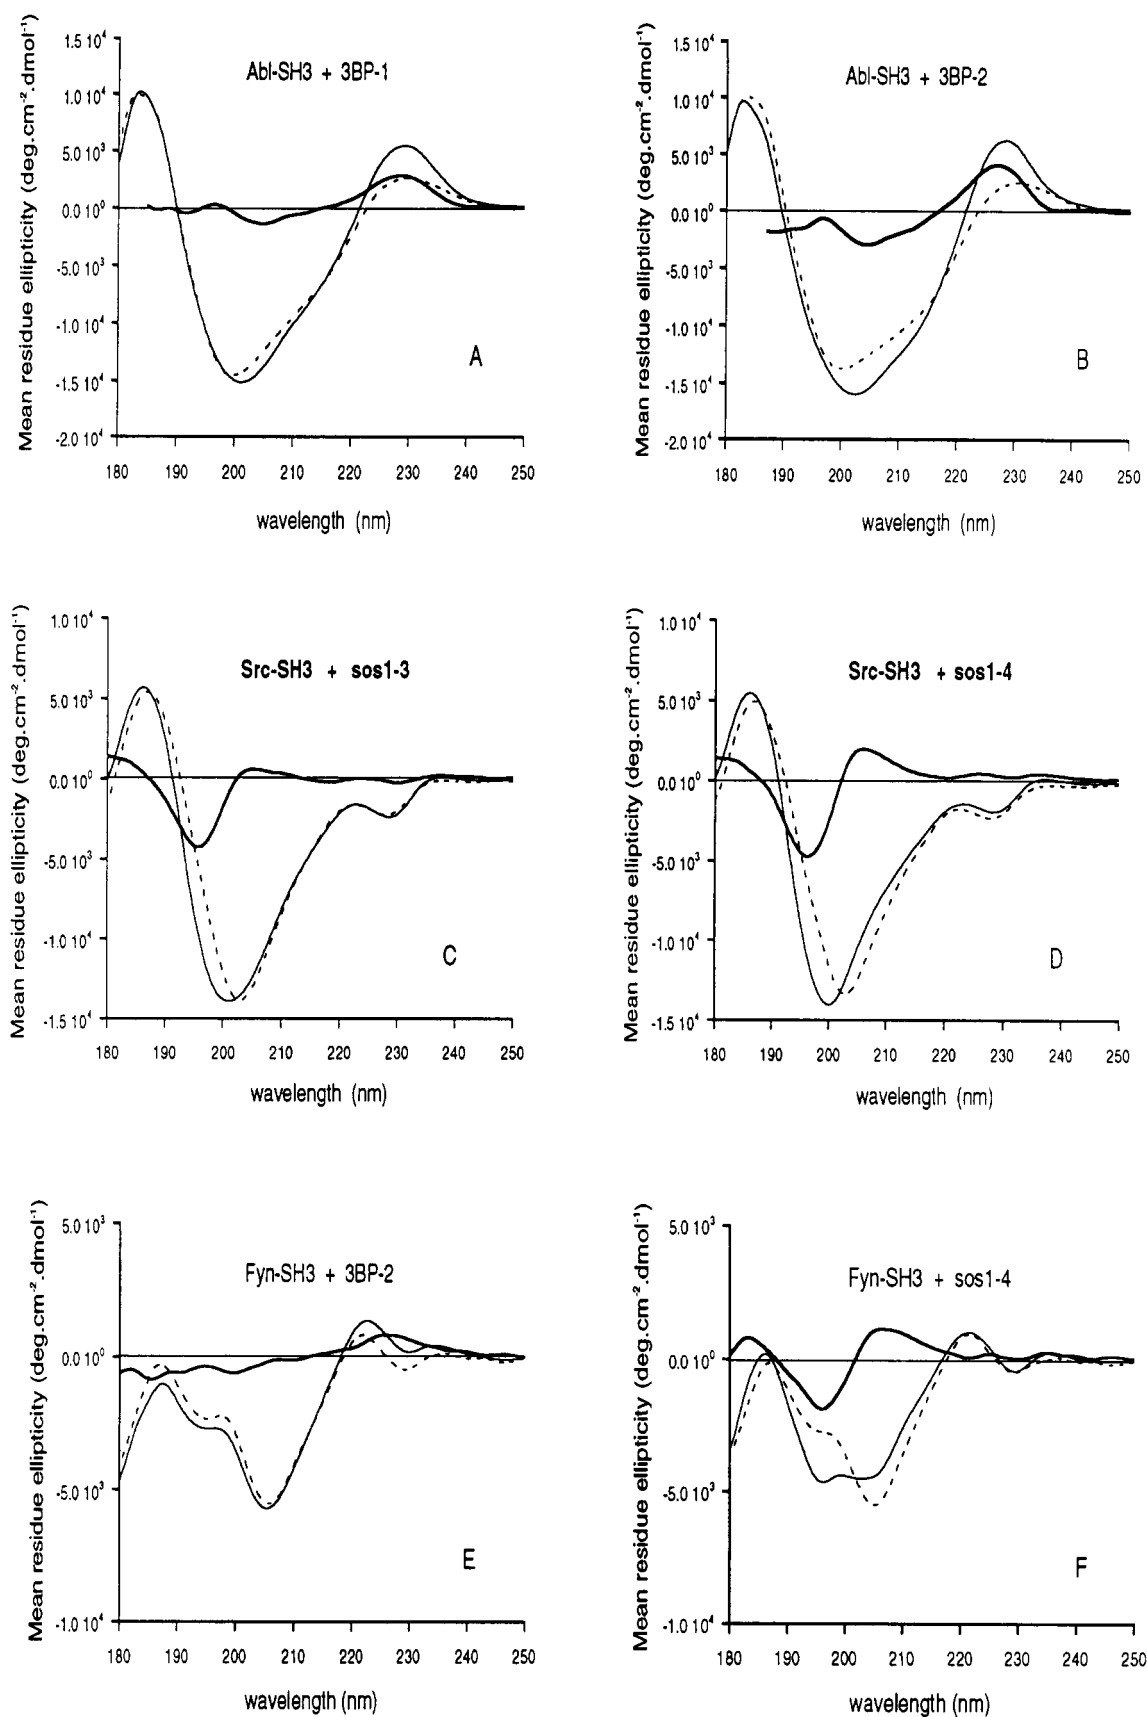 Mean residue ellipticity (deg.cm⁻².dmol⁻¹)
1.5 10⁴
1.0 10⁴
5.0 10³
0.0 10⁰
-5.0 10³
-1.0 10⁴
-1.5 10⁴
-2.0 10⁴
Abl-SH3 + 3BP-1
A
180 190 200 210 220 230 240 250
wavelength (nm)
Mean residue ellipticity (deg.cm⁻².dmol⁻¹)
1.5 10⁴
1.0 10⁴
5.0 10³
0.0 10⁰
-5.0 10³
-1.0 10⁴
-1.5 10⁴
-2.0 10⁴
Abl-SH3 + 3BP-2
B
180 190 200 210 220 230 240 250
wavelength (nm)
Mean residue ellipticity (deg.cm⁻².dmol⁻¹)
1.0 10⁴
5.0 10³
0.0 10⁰
-5.0 10³
-1.0 10⁴
-1.5 10⁴
Src-SH3 + sos1-3
C
180 190 200 210 220 230 240 250
wavelength (nm)
Mean residue ellipticity (deg.cm⁻².dmol⁻¹)
1.0 10⁴
5.0 10³
0.0 10⁰
-5.0 10³
-1.0 10⁴
-1.5 10⁴
Src-SH3 + sos1-4
D
180 190 200 210 220 230 240 250
wavelength (nm)
Mean residue ellipticity (deg.cm⁻².dmol⁻¹)
5.0 10³
0.0 10⁰
-5.0 10³
-1.0 10⁴
Fyn-SH3 + 3BP-2
E
180 190 200 210 220 230 240 250
wavelength (nm)
Mean residue ellipticity (deg.cm⁻².dmol⁻¹)
5.0 10³
0.0 10⁰
-5.0 10³
-1.0 10⁴
Fyn-SH3 + sos1-4
F
180 190 200 210 220 230 240 250
wavelength (nm)